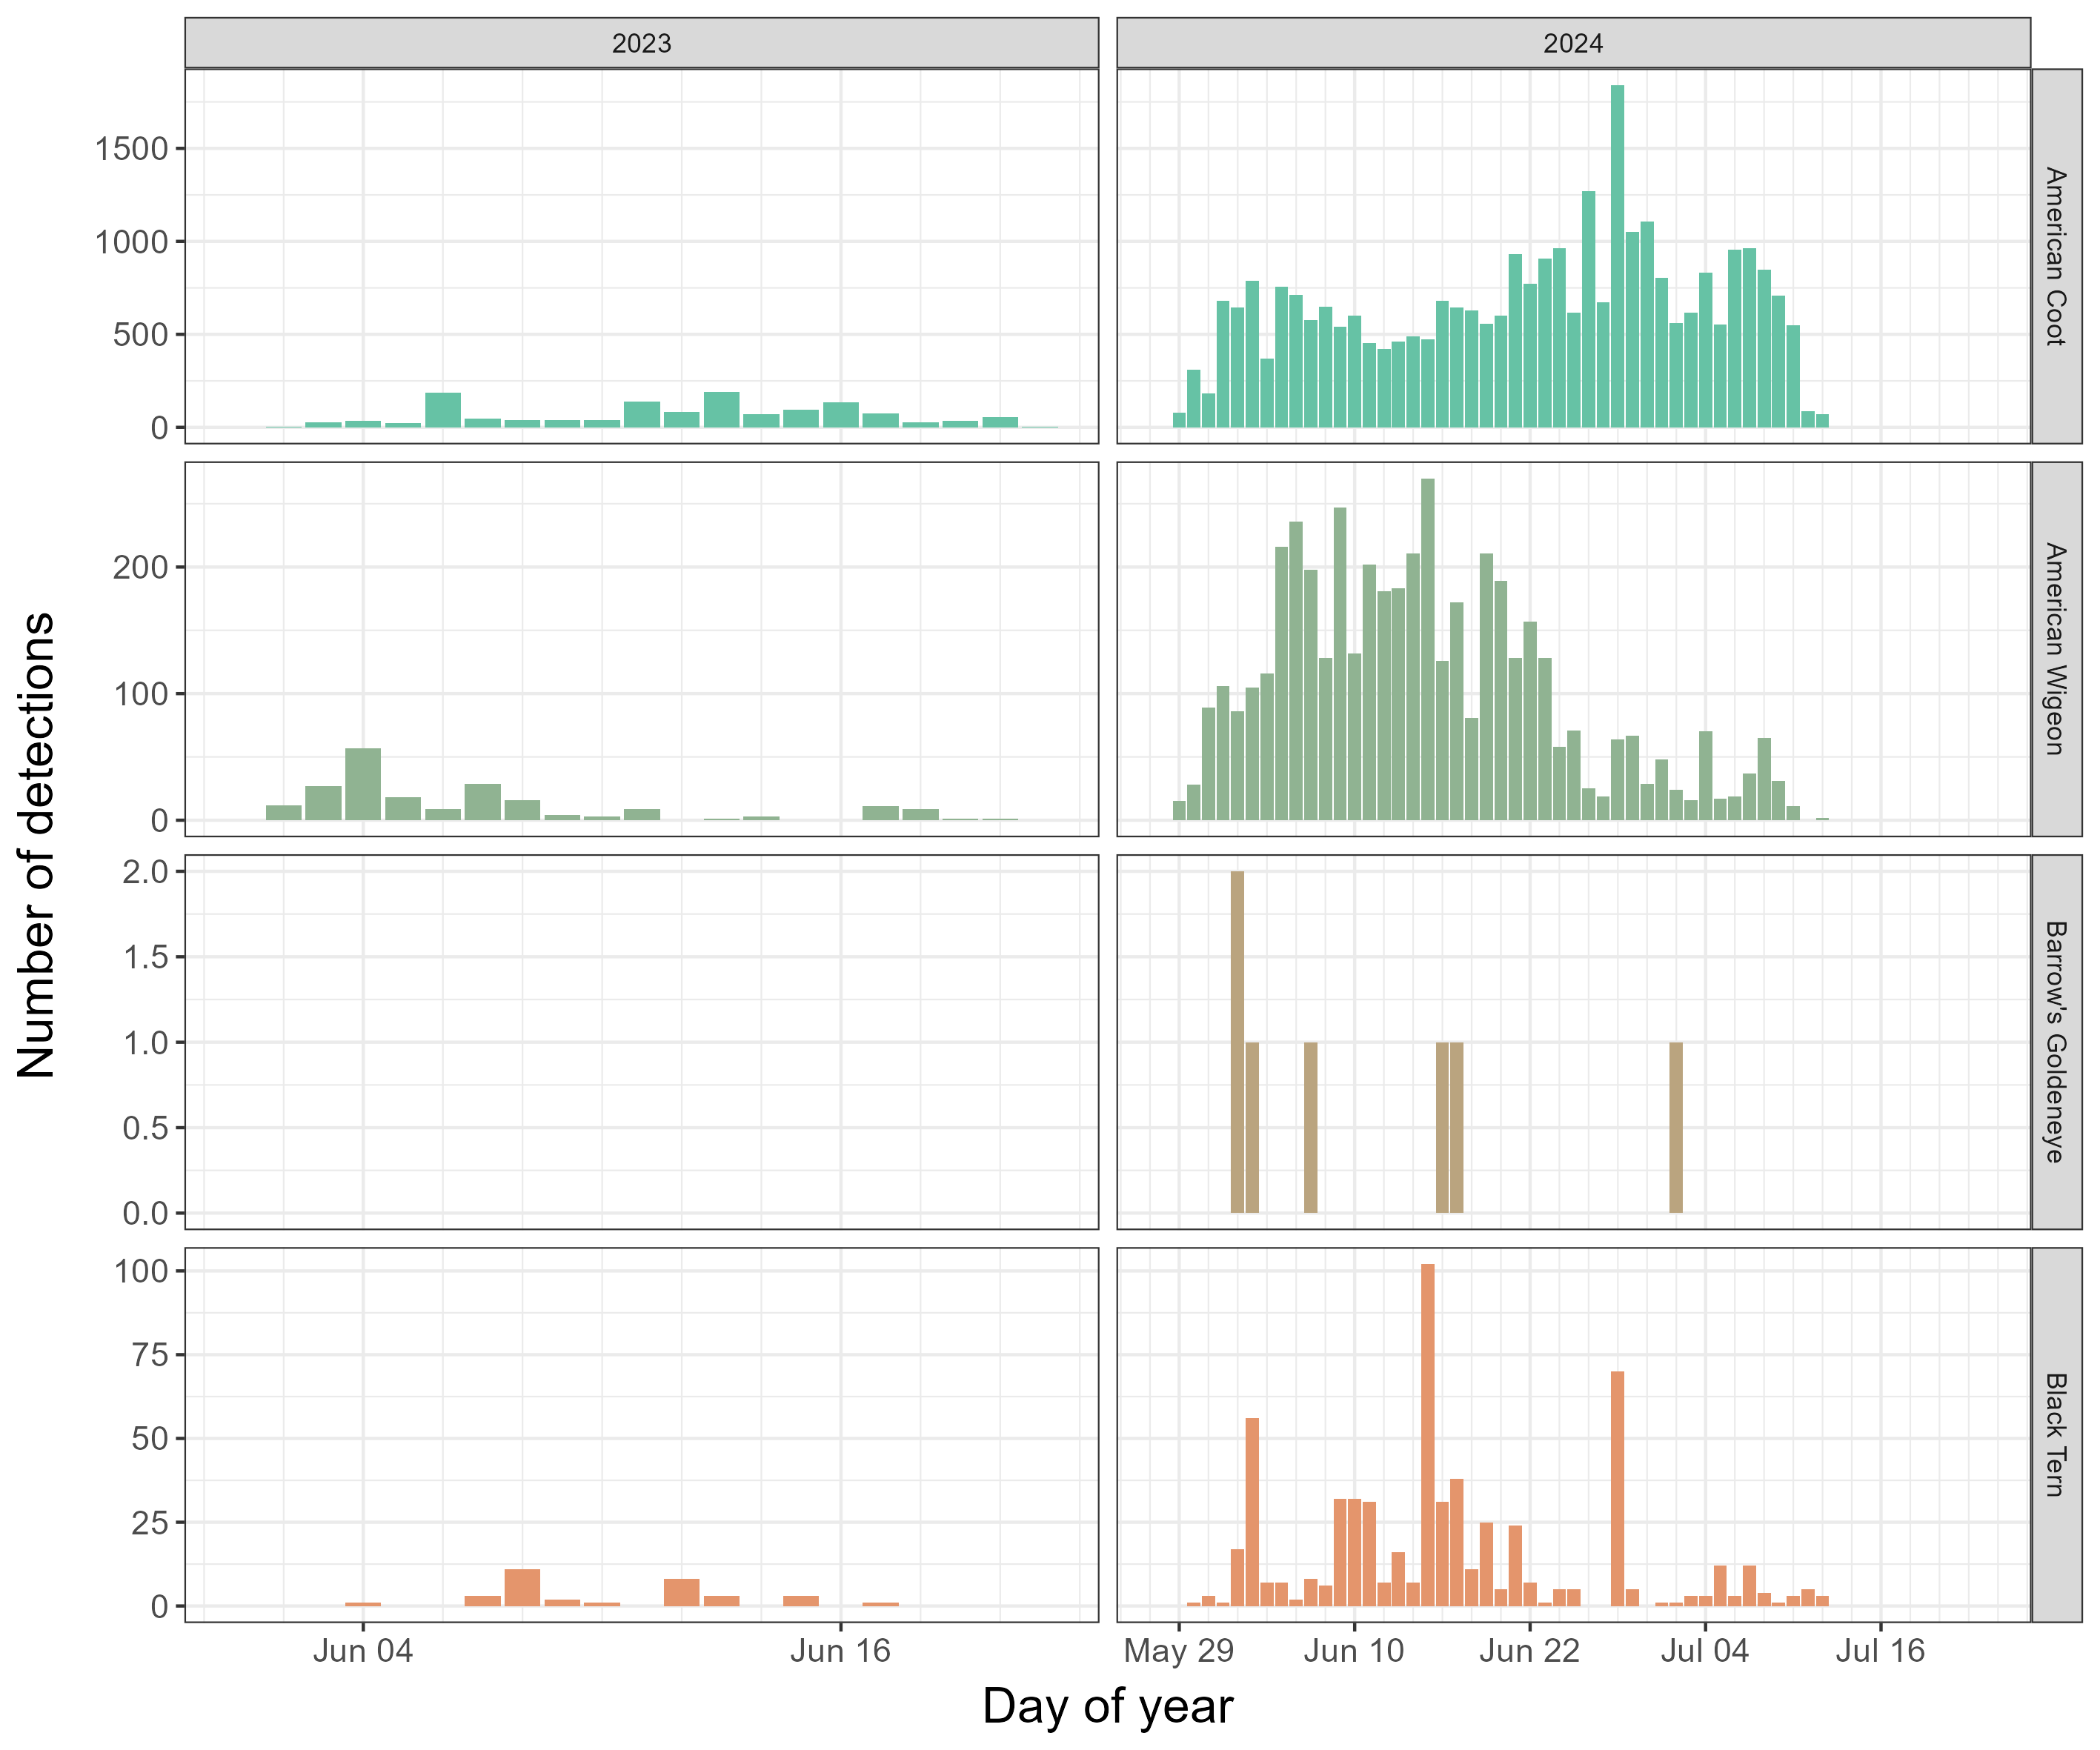 2023
2024
1500
1000
500
0
American Coot
200
100
0
American Wigeon
2.0
1.5
1.0
0.5
0.0
Barrow's Goldeneye
100
75
50
25
0
Black Tern
Number of detections
Jun 04
Jun 16
May 29
Jun 10
Jun 22
Jul 04
Jul 16
Day of year